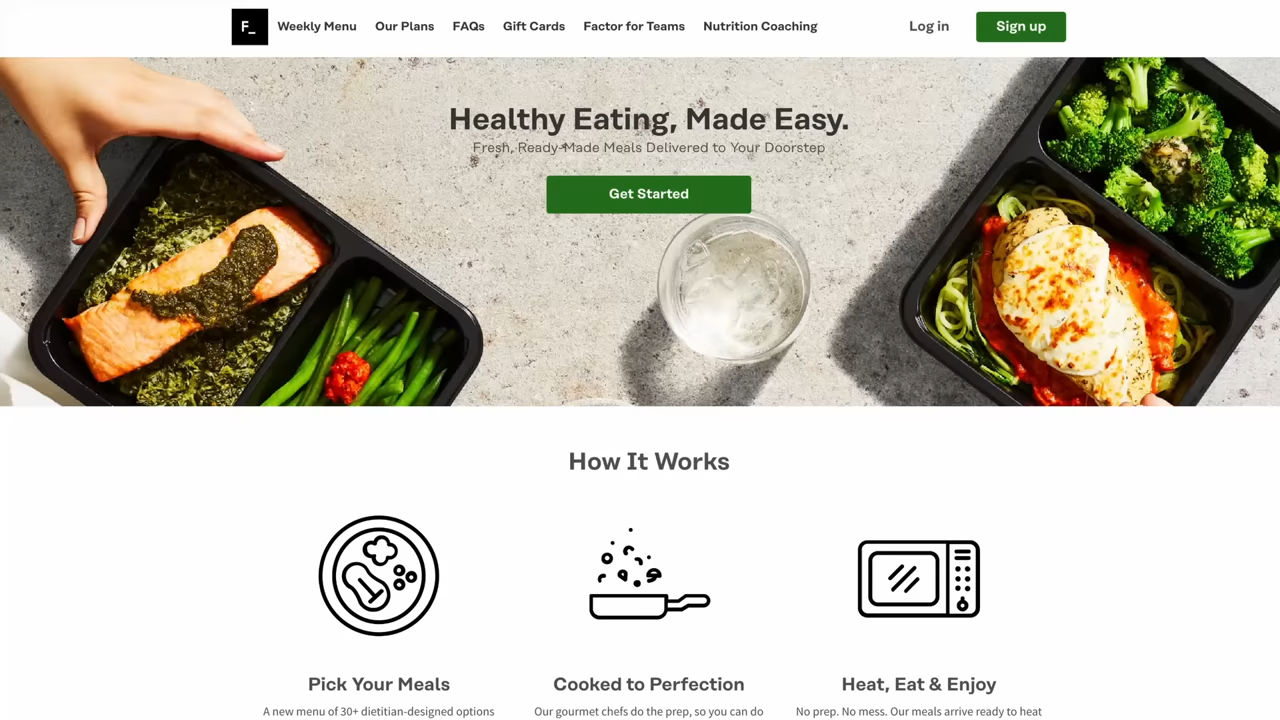 F_
Weekly Menu
Our Plans
FAQs
Gift Cards
Factor for Teams
Nutrition Coaching
Log in
Sign up
Healthy Eating, Made Easy.
Fresh, Ready-Made Meals Delivered to Your Doorstep
Get Started
How It Works
Pick Your Meals
A new menu of 30+ dietitian-designed options
Cooked to Perfection
Our gourmet chefs do the prep, so you can do
Heat, Eat & Enjoy
No prep. No mess. Our meals arrive ready to heat